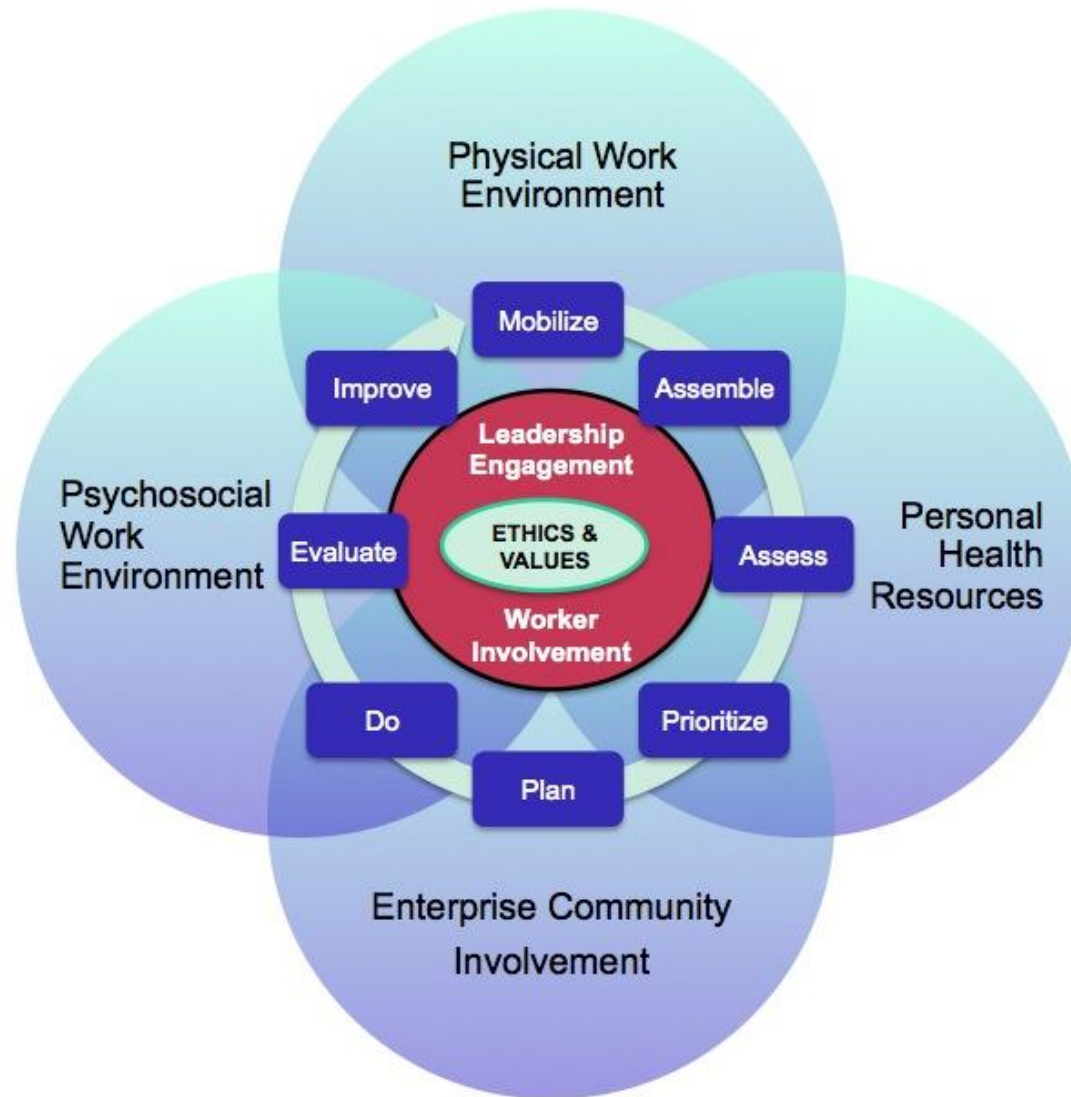 Physical Work
Environment
Mobilize
Improve
Assemble
Leadership
Engagement
Psychosocial
Work
Environment
Evaluate
ETHICS &
VALUES
Assess
Personal
Health
Resources
Worker
Involvement
Do
Prioritize
Plan
Enterprise Community
Involvement